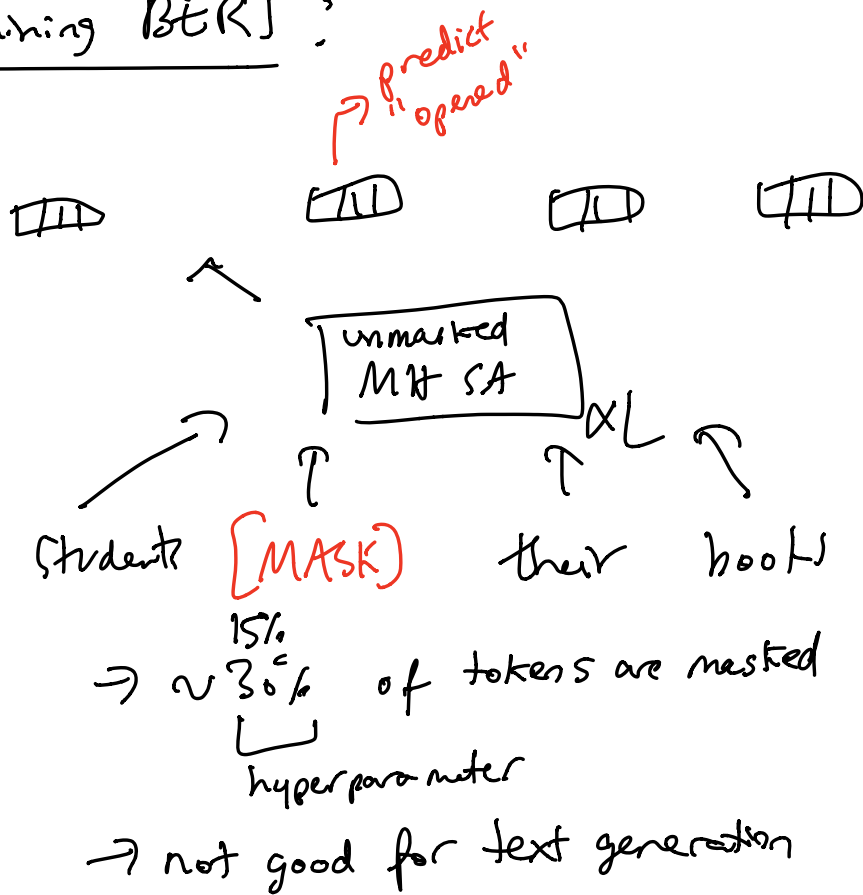 ining BERT :
predict
"opened"
unmasked
MH SA
x L
students [MASK] their books
15%
→ ~30% of tokens are masked
hyperparameter
→ not good for text generation